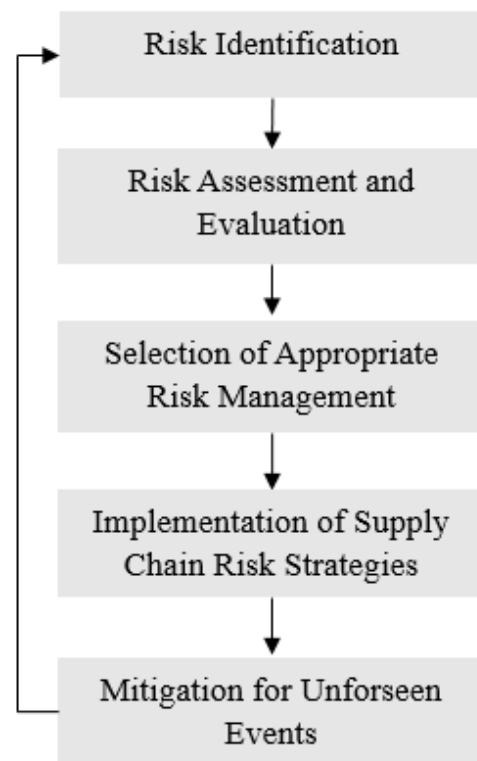 Risk Identification
Risk Assessment and
Evaluation
Selection of Appropriate
Risk Management
Implementation of Supply
Chain Risk Strategies
Mitigation for Unforseen
Events